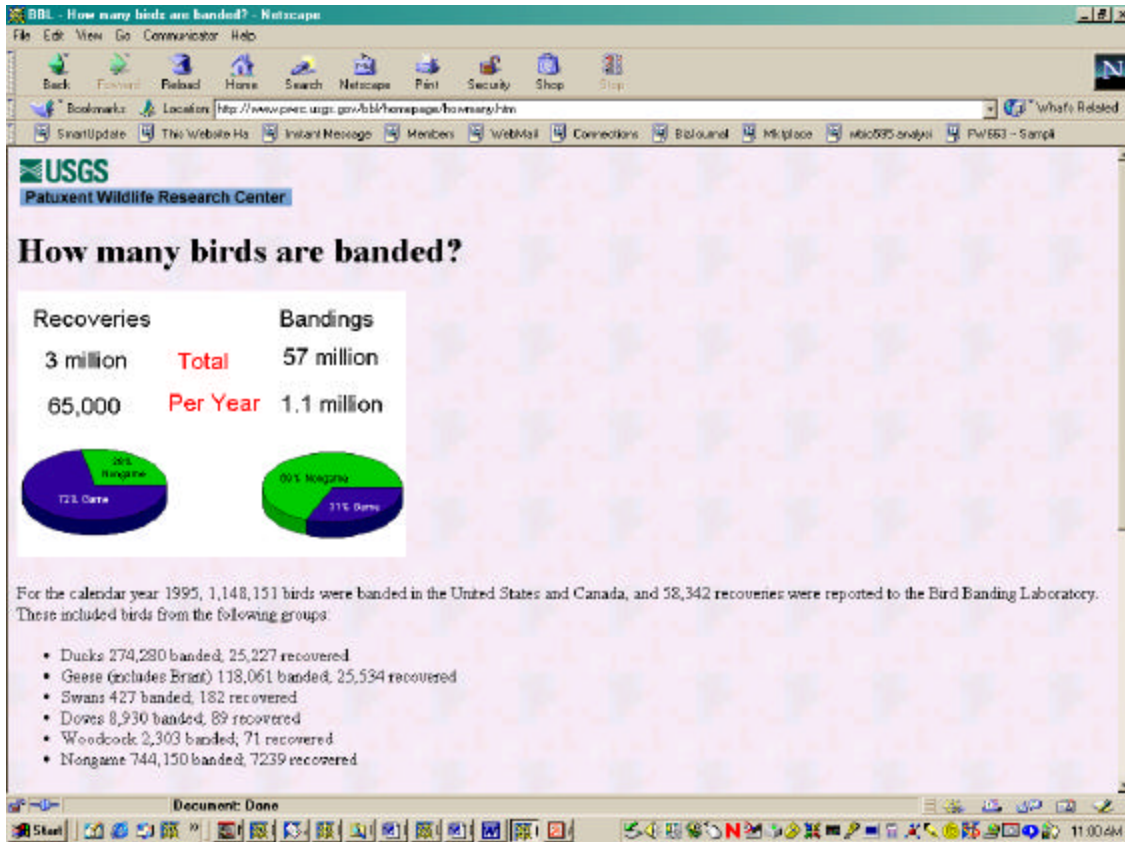 BBL - How many birds are banded? - Netscape
File Edit View Go Communicator Help
Back Forward Reload Home Search Netscape Print Security Shop Stop
N
Bookmarks Location: http://www.pwrc.usgs.gov/bbl/homepage/howmany.htm What's Related
SmartUpdate This Website Ha Instant Message Members WebMail Connections BizJournal Mktplace PW663 - Sampli
USGS
Patuxent Wildlife Research Center
How many birds are banded?
Recoveries Bandings
3 million Total 57 million
65,000 Per Year 1.1 million
Nongame
72% Game
Nongame
31% Game
For the calendar year 1995, 1,148,151 birds were banded in the United States and Canada, and 58,342 recoveries were reported to the Bird Banding Laboratory.
These included birds from the following groups:
• Ducks 274,280 banded; 25,227 recovered
• Geese (includes Brant) 118,061 banded; 25,534 recovered
• Swans 427 banded; 182 recovered
• Doves 8,930 banded; 89 recovered
• Woodcock 2,303 banded; 71 recovered
• Nongame 744,150 banded; 7239 recovered
Document: Done
Start 11:00 AM